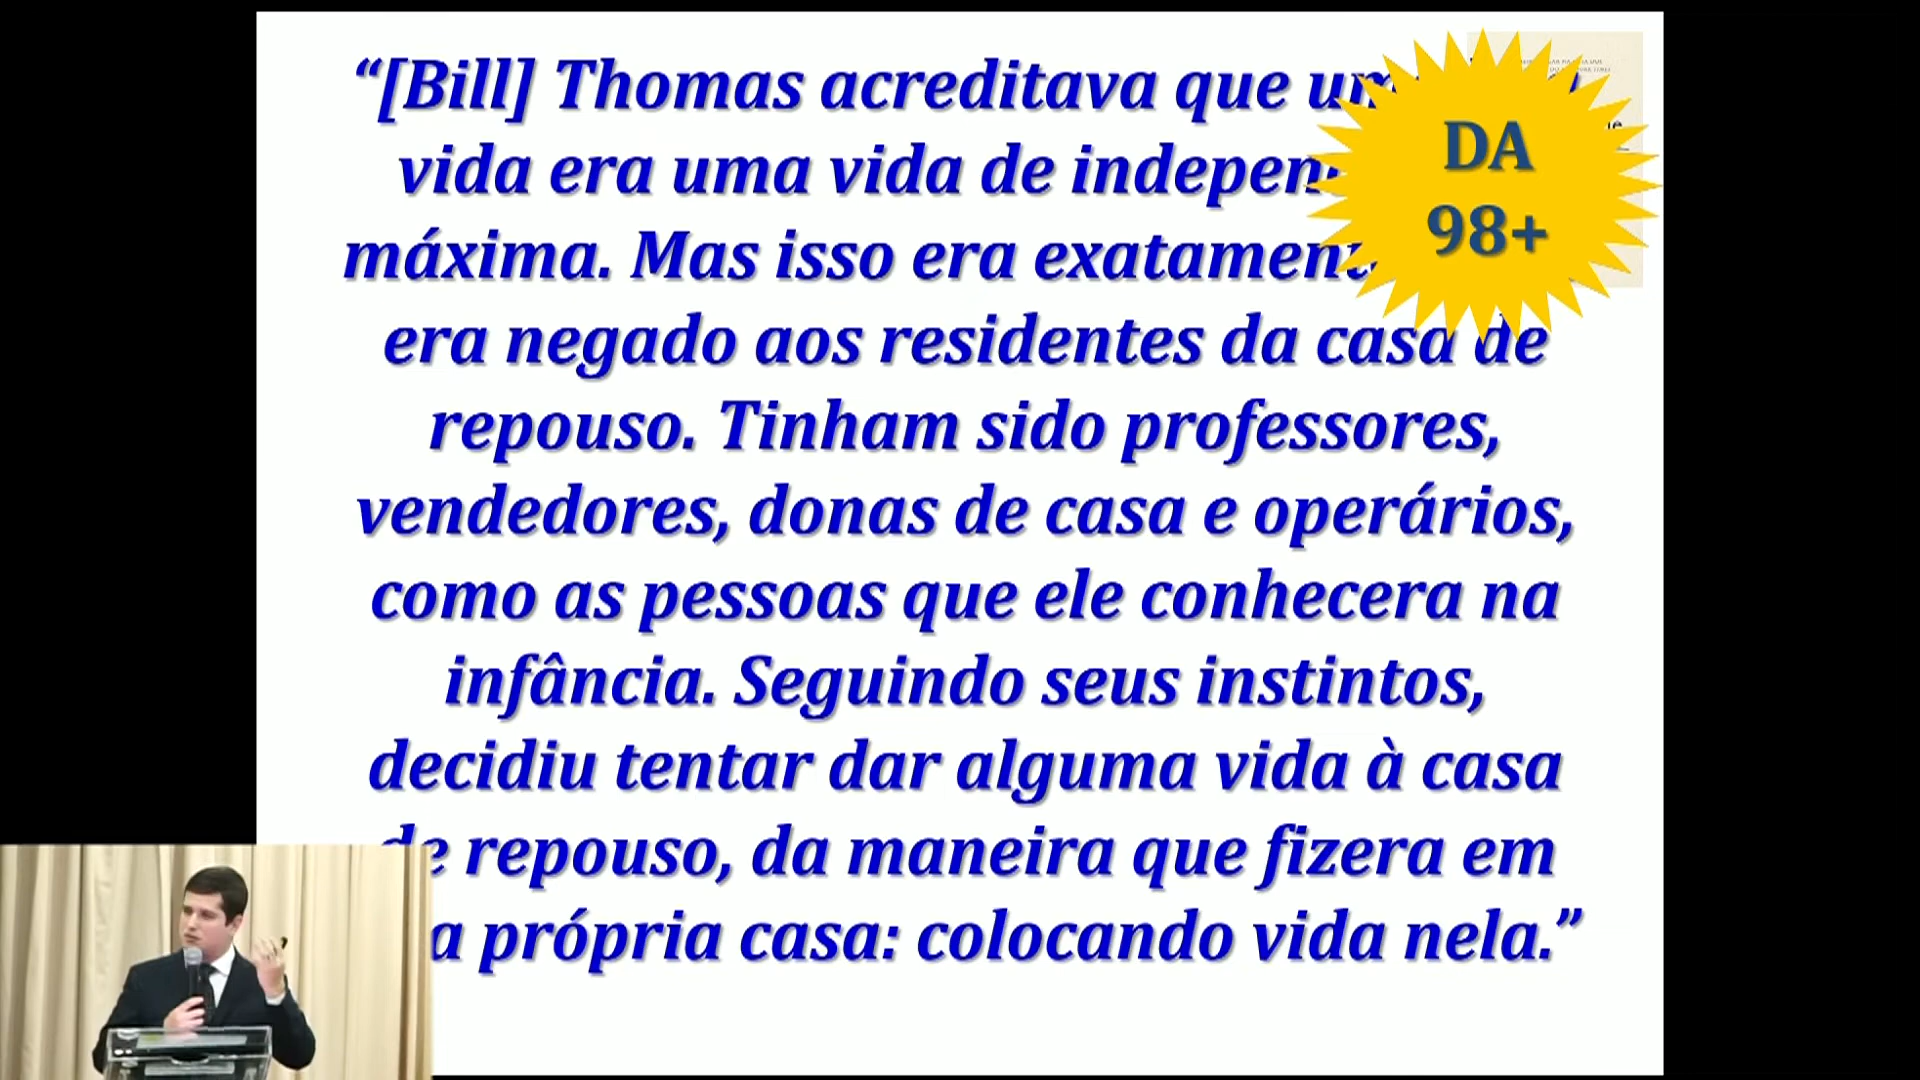 “[Bill] Thomas acreditava que
vida era uma vida de
máxima. Mas isso era
era negado aos residentes da casa de
repouso. Tinham sido professores,
vendedores, donas de casa e operários,
como as pessoas que ele conhecera na
infância. Seguindo seus instintos,
decidiu tentar dar alguma vida à casa
de repouso, da maneira que fizera em
própria casa: colocando vida nela.”
DA
98+